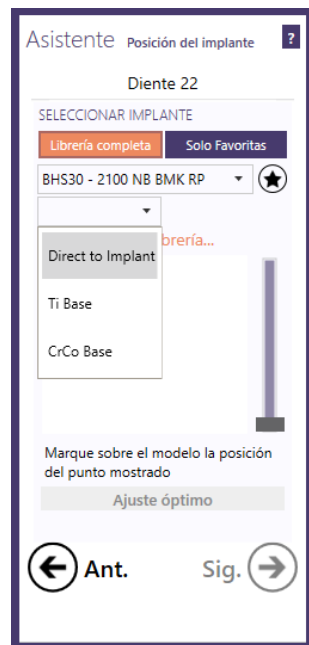 Asistente Posición del implante ?
Diente 22
SELECCIONAR IMPLANTE
Librería completa Solo Favoritas
BHS30 - 2100 NB BMK RP
brería...
Direct to Implant
Ti Base
CrCo Base
Marque sobre el modelo la posición
del punto mostrado
Ajuste óptimo
Ant. Sig.